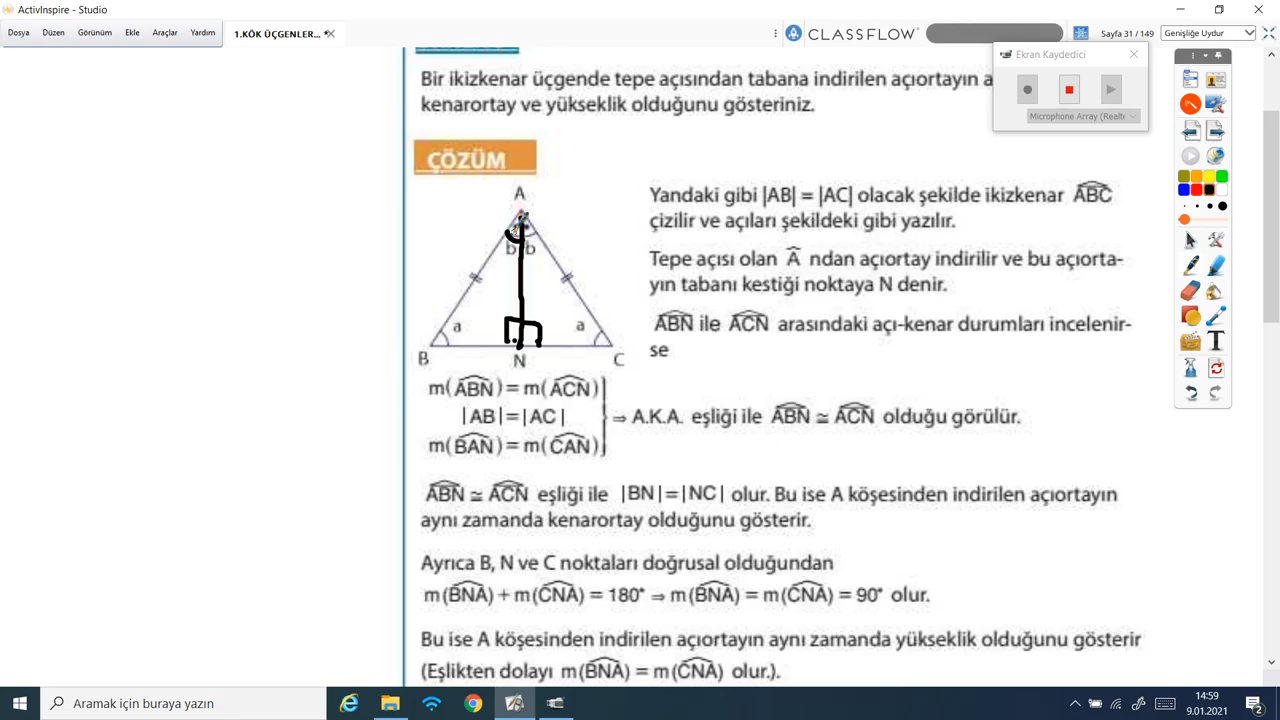 ActivInspire - Studio
Dosya Düzen Görünüm Ekle Araçlar Yardım
1.KÖK ÜÇGENLER...
CLASSFLOW
Sayfa 31 / 149
Genişliğe Uydur
Ekran Kaydedici
Microphone Array (Realte
Bir ikizkenar üçgende tepe açısından tabana indirilen açıortayın a
kenarortay ve yükseklik olduğunu gösteriniz.
ÇÖZÜM
A
b b
a a
B N C
Yandaki gibi |AB| = |AC| olacak şekilde ikizkenar ABC
çizilir ve açıları şekildeki gibi yazılır.
Tepe açısı olan A ndan açıortay indirilir ve bu açıorta-
yın tabanı kestiği noktaya N denir.
ABN ile ACN arasındaki açı-kenar durumları incelenir-
se
m(ABN) = m(ACN)
|AB| = |AC| ⇒ A.K.A. eşliği ile ABN ≅ ACN olduğu görülür.
m(BAN) = m(CAN)
ABN ≅ ACN eşliği ile |BN| = |NC| olur. Bu ise A köşesinden indirilen açıortayın
aynı zamanda kenarortay olduğunu gösterir.
Ayrıca B, N ve C noktaları doğrusal olduğundan
m(BNA) + m(CNA) = 180° ⇒ m(BNA) = m(CNA) = 90° olur.
Bu ise A köşesinden indirilen açıortayın aynı zamanda yükseklik olduğunu gösterir
(Eşlikten dolayı m(BNA) = m(CNA) olur.).
Aramak için buraya yazın
14:59
9.01.2021
2